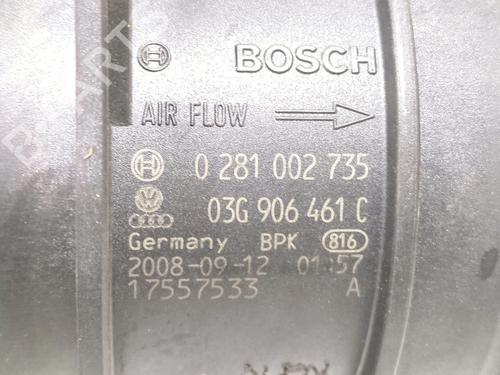 BOSCH
AIR FLOW
0 281 002 735
03G 906 461 C
Germany BPK 816
2008-09-12 01:57
17557533 A